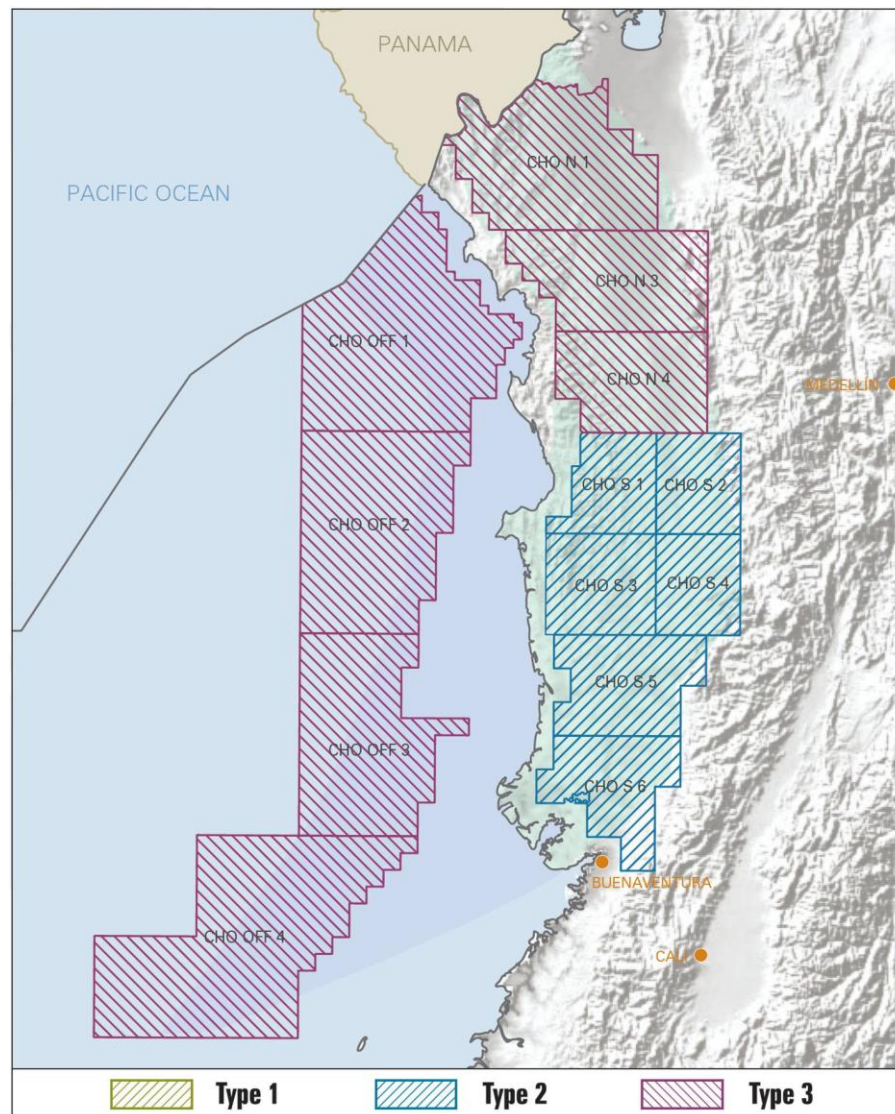 PANAMA
PACIFIC OCEAN
CHO N 1
CHO N 3
CHO OFF 1
CHO N 4
MEDELLÍN
CHO S 1
CHO S 2
CHO OFF 2
CHO S 3
CHO S 4
CHO S 5
CHO OFF 3
CHO S 6
BUENAVENTURA
CHO OFF 4
CALI
Type 1 Type 2 Type 3